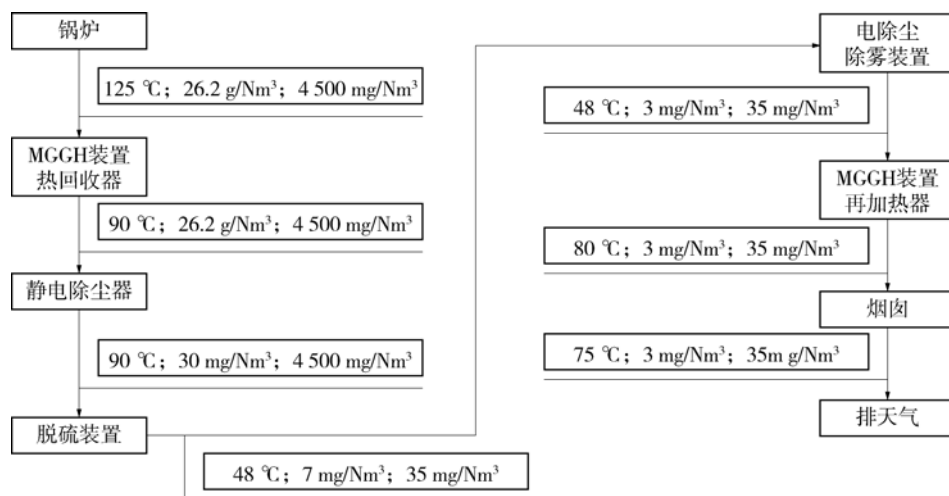 锅炉
125 ℃；26.2 g/Nm³；4 500 mg/Nm³
MGGH装置
热回收器
90 ℃；26.2 g/Nm³；4 500 mg/Nm³
静电除尘器
90 ℃；30 mg/Nm³；4 500 mg/Nm³
脱硫装置
48 ℃；7 mg/Nm³；35 mg/Nm³
电除尘
除雾装置
48 ℃；3 mg/Nm³；35 mg/Nm³
MGGH装置
再加热器
80 ℃；3 mg/Nm³；35 mg/Nm³
烟囱
75 ℃；3 mg/Nm³；35m g/Nm³
排天气